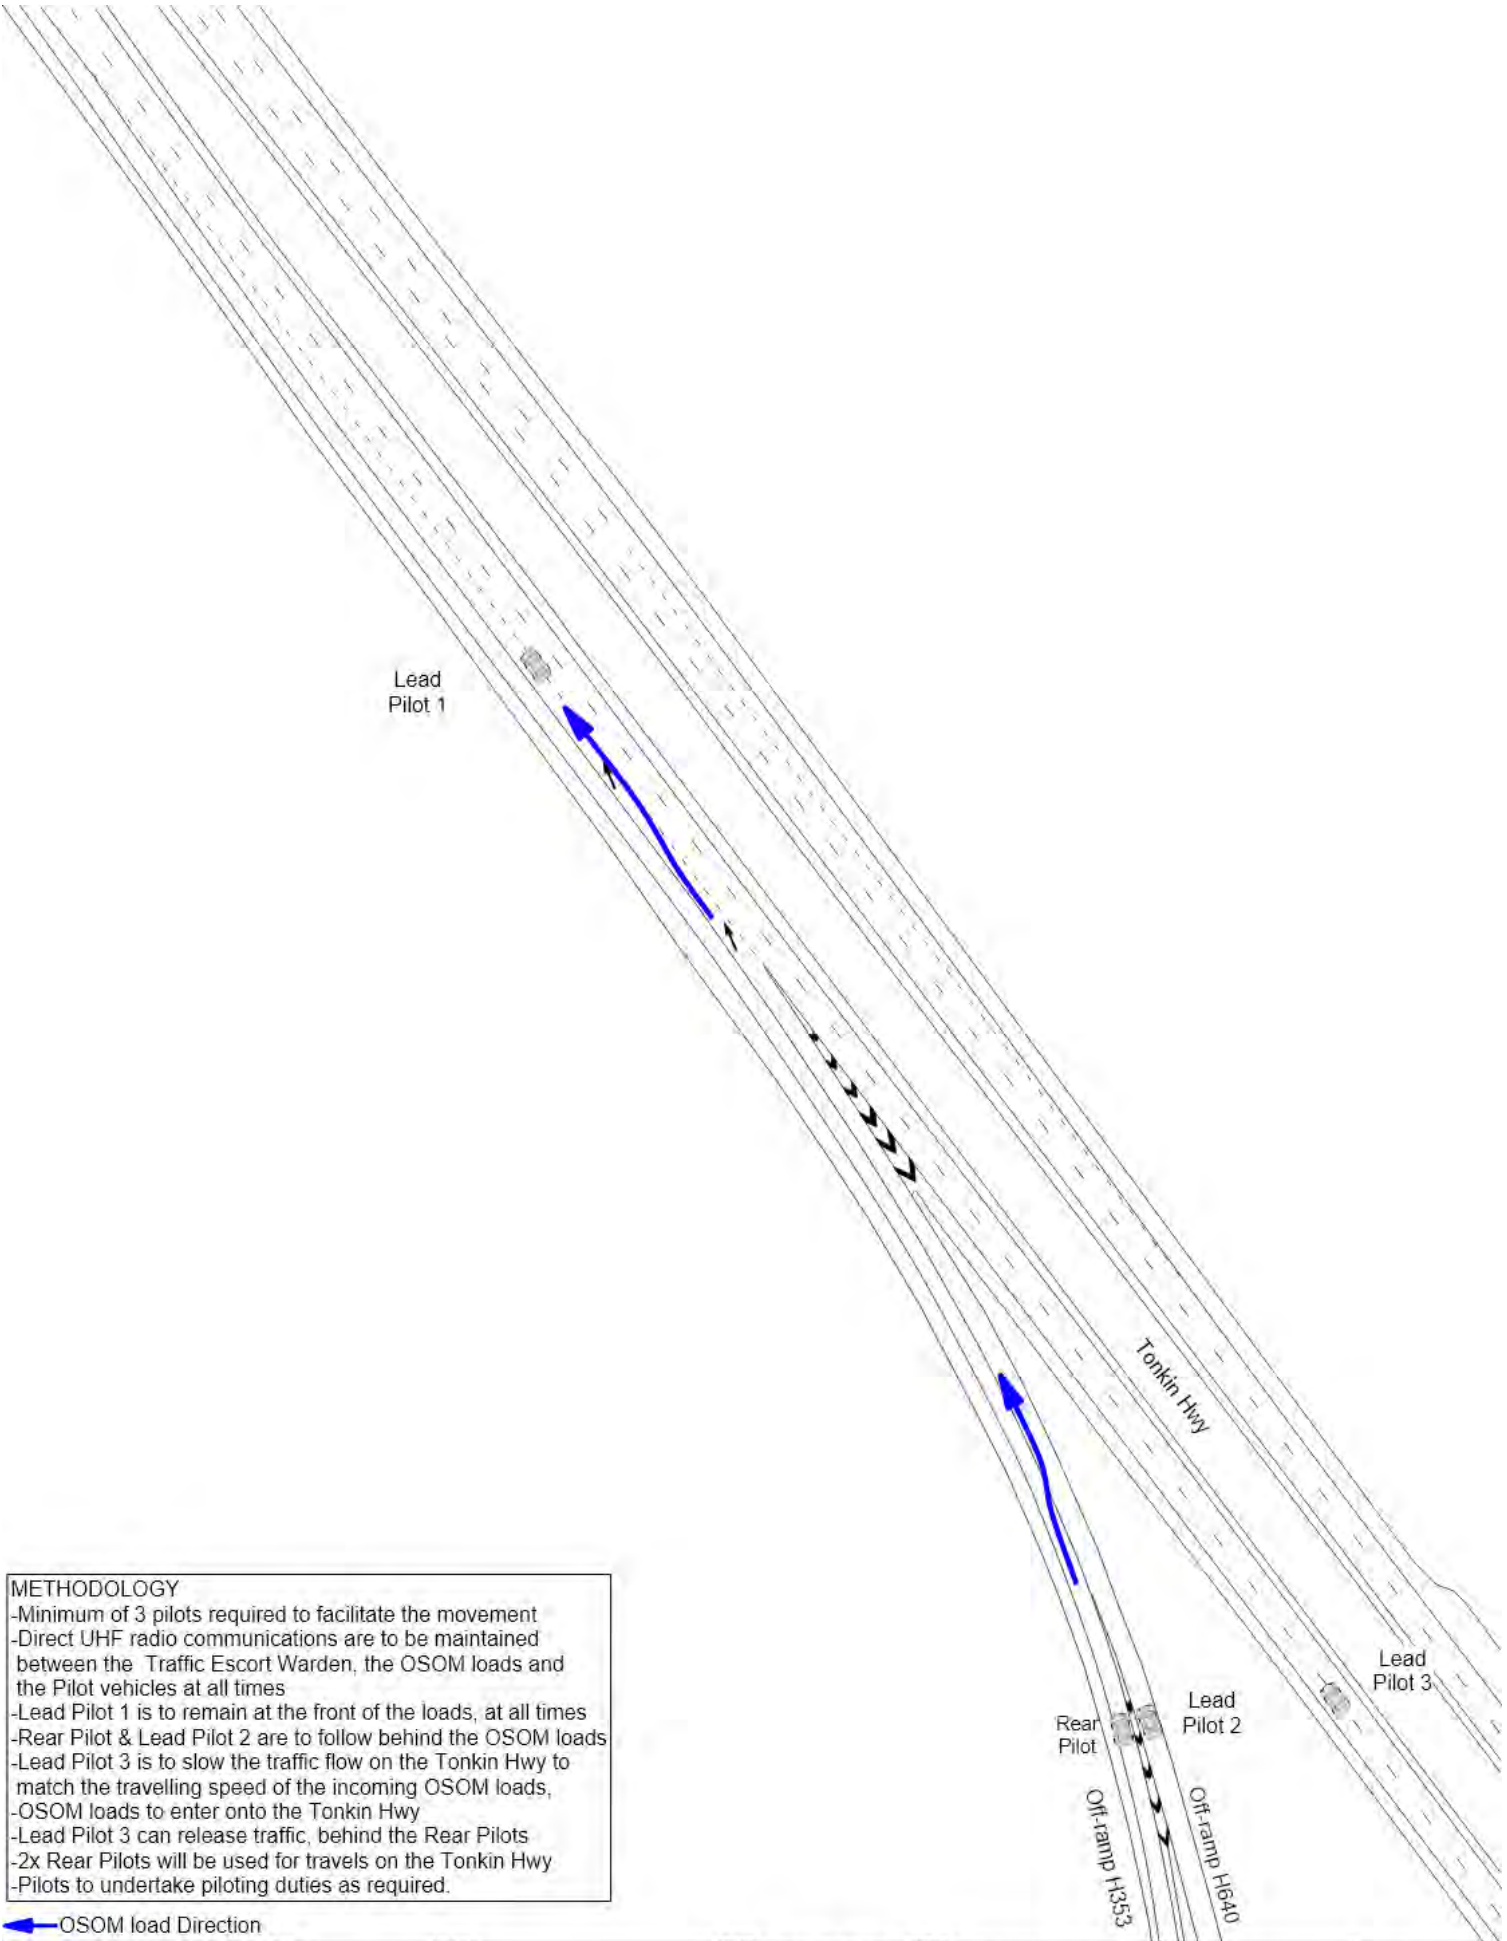 Lead
Pilot 1
Tonkin Hwy
Lead
Pilot 3
Lead
Pilot 2
Rear
Pilot
Off-ramp H353
Off-ramp H640
METHODOLOGY
-Minimum of 3 pilots required to facilitate the movement
-Direct UHF radio communications are to be maintained
between the Traffic Escort Warden, the OSOM loads and
the Pilot vehicles at all times
-Lead Pilot 1 is to remain at the front of the loads, at all times
-Rear Pilot & Lead Pilot 2 are to follow behind the OSOM loads
-Lead Pilot 3 is to slow the traffic flow on the Tonkin Hwy to
match the travelling speed of the incoming OSOM loads,
-OSOM loads to enter onto the Tonkin Hwy
-Lead Pilot 3 can release traffic, behind the Rear Pilots
-2x Rear Pilots will be used for travels on the Tonkin Hwy
-Pilots to undertake piloting duties as required.
OSOM load Direction